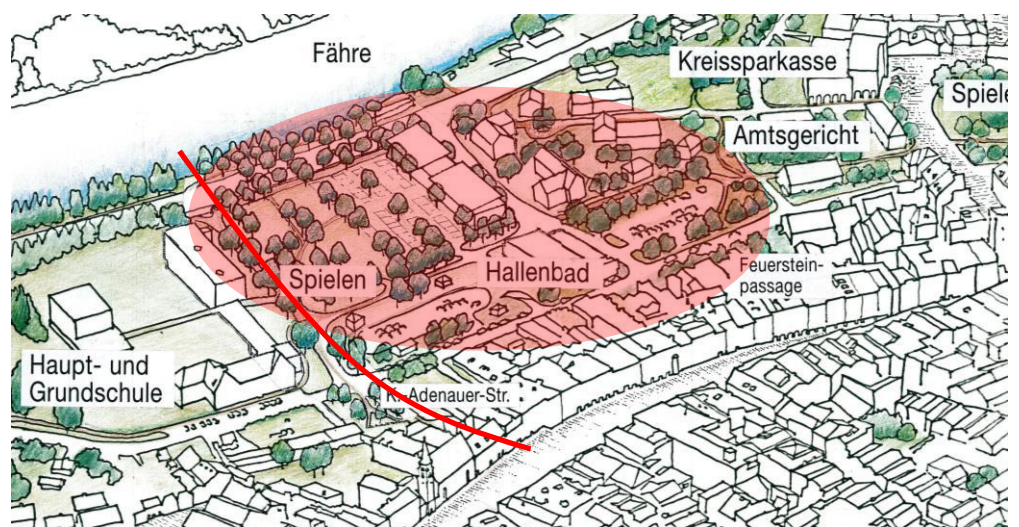 Fähre
Kreissparkasse
Spiele
Amtsgericht
Spielen
Hallenbad
Feuerstein-
passage
Haupt- und
Grundschule
K.-Adenauer-Str.